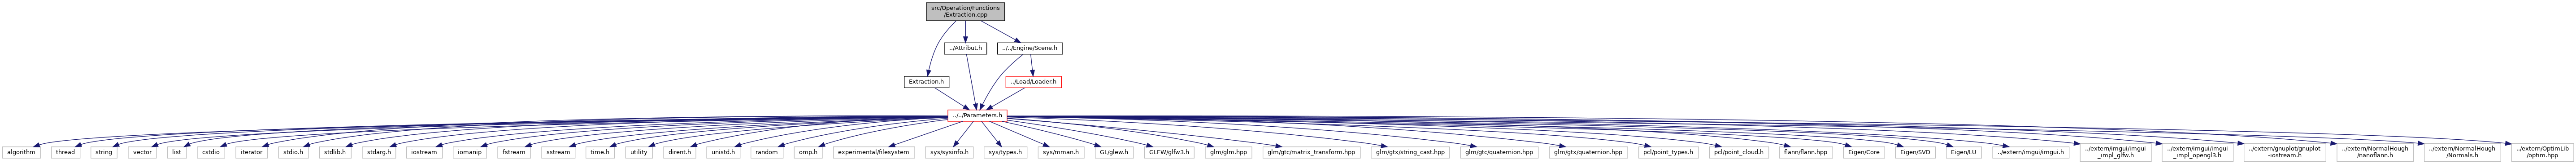 src/Operation/Functions
/Extraction.cpp
../Attribut.h
../../Engine/Scene.h
Extraction.h
../Load/Loader.h
../../Parameters.h
algorithm
thread
string
vector
list
cstdio
iterator
stdio.h
stdlib.h
stdarg.h
iostream
iomanip
fstream
sstream
time.h
utility
dirent.h
unistd.h
random
omp.h
experimental/filesystem
sys/sysinfo.h
sys/types.h
sys/mman.h
GL/glew.h
GLFW/glfw3.h
glm/glm.hpp
glm/gtc/matrix_transform.hpp
glm/gtx/string_cast.hpp
glm/gtc/quaternion.hpp
glm/gtx/quaternion.hpp
pcl/point_types.h
pcl/point_cloud.h
flann/flann.hpp
Eigen/Core
Eigen/SVD
Eigen/LU
../extern/imgui/imgui.h
../extern/imgui/imgui
_impl_glfw.h
../extern/imgui/imgui
_impl_opengl3.h
../extern/gnuplot/gnuplot
-iostream.h
../extern/NormalHough
/nanoflann.h
../extern/NormalHough
/Normals.h
../extern/OptimLib
/optim.hpp